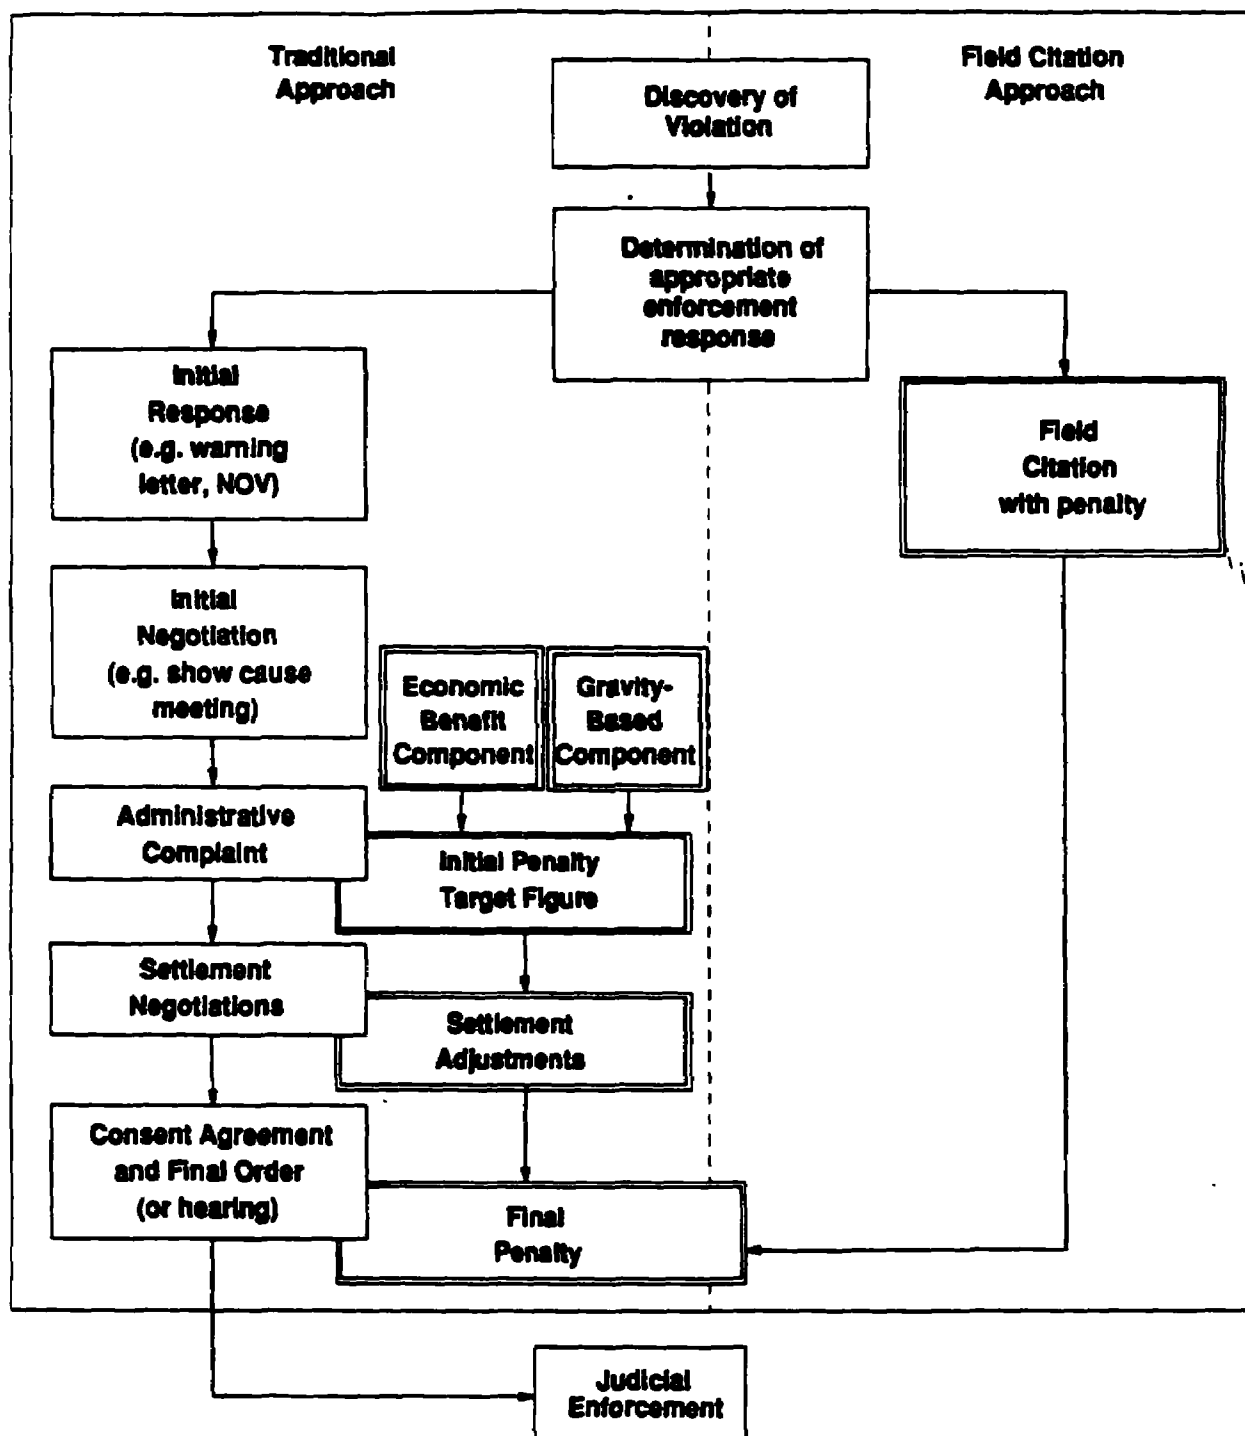 Traditional
Approach
Field Citation
Approach
Discovery of
Violation
Determination of
appropriate
enforcement
response
Initial
Response
(e.g. warning
letter, NOV)
Field
Citation
with penalty
Initial
Negotiation
(e.g. show cause
meeting)
Economic
Benefit
Component
Gravity-
Based
Component
Administrative
Complaint
Initial Penalty
Target Figure
Settlement
Negotiations
Settlement
Adjustments
Consent Agreement
and Final Order
(or hearing)
Final
Penalty
Judicial
Enforcement